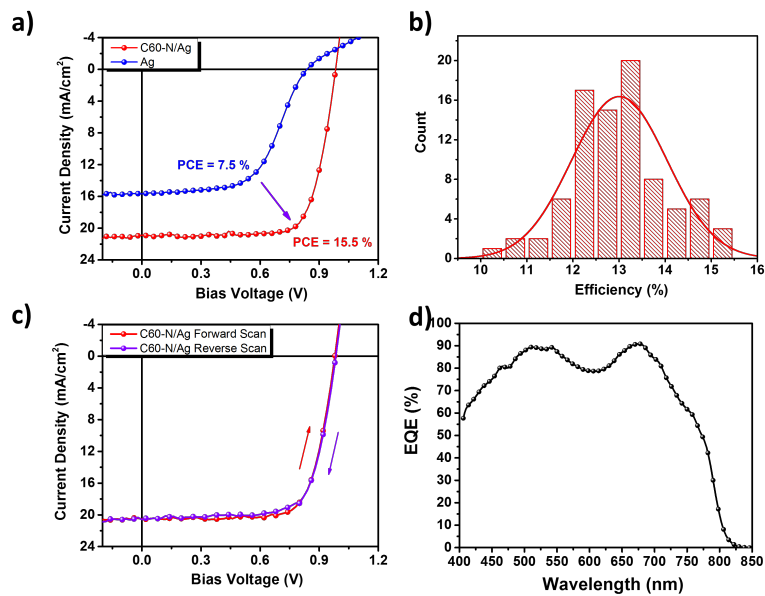 a)
C60-N/Ag
Ag
-4
0
4
8
12
16
20
24
Current Density (mA/cm²)
PCE = 7.5 %
PCE = 15.5 %
0.0 0.3 0.6 0.9 1.2
Bias Voltage (V)
b)
20
16
12
8
4
0
Count
10 11 12 13 14 15 16
Efficiency (%)
c)
C60-N/Ag Forward Scan
C60-N/Ag Reverse Scan
-4
0
4
8
12
16
20
24
Current Density (mA/cm²)
0.0 0.3 0.6 0.9 1.2
Bias Voltage (V)
d)
100
90
80
70
60
50
40
30
20
10
0
EQE (%)
400 450 500 550 600 650 700 750 800 850
Wavelength (nm)